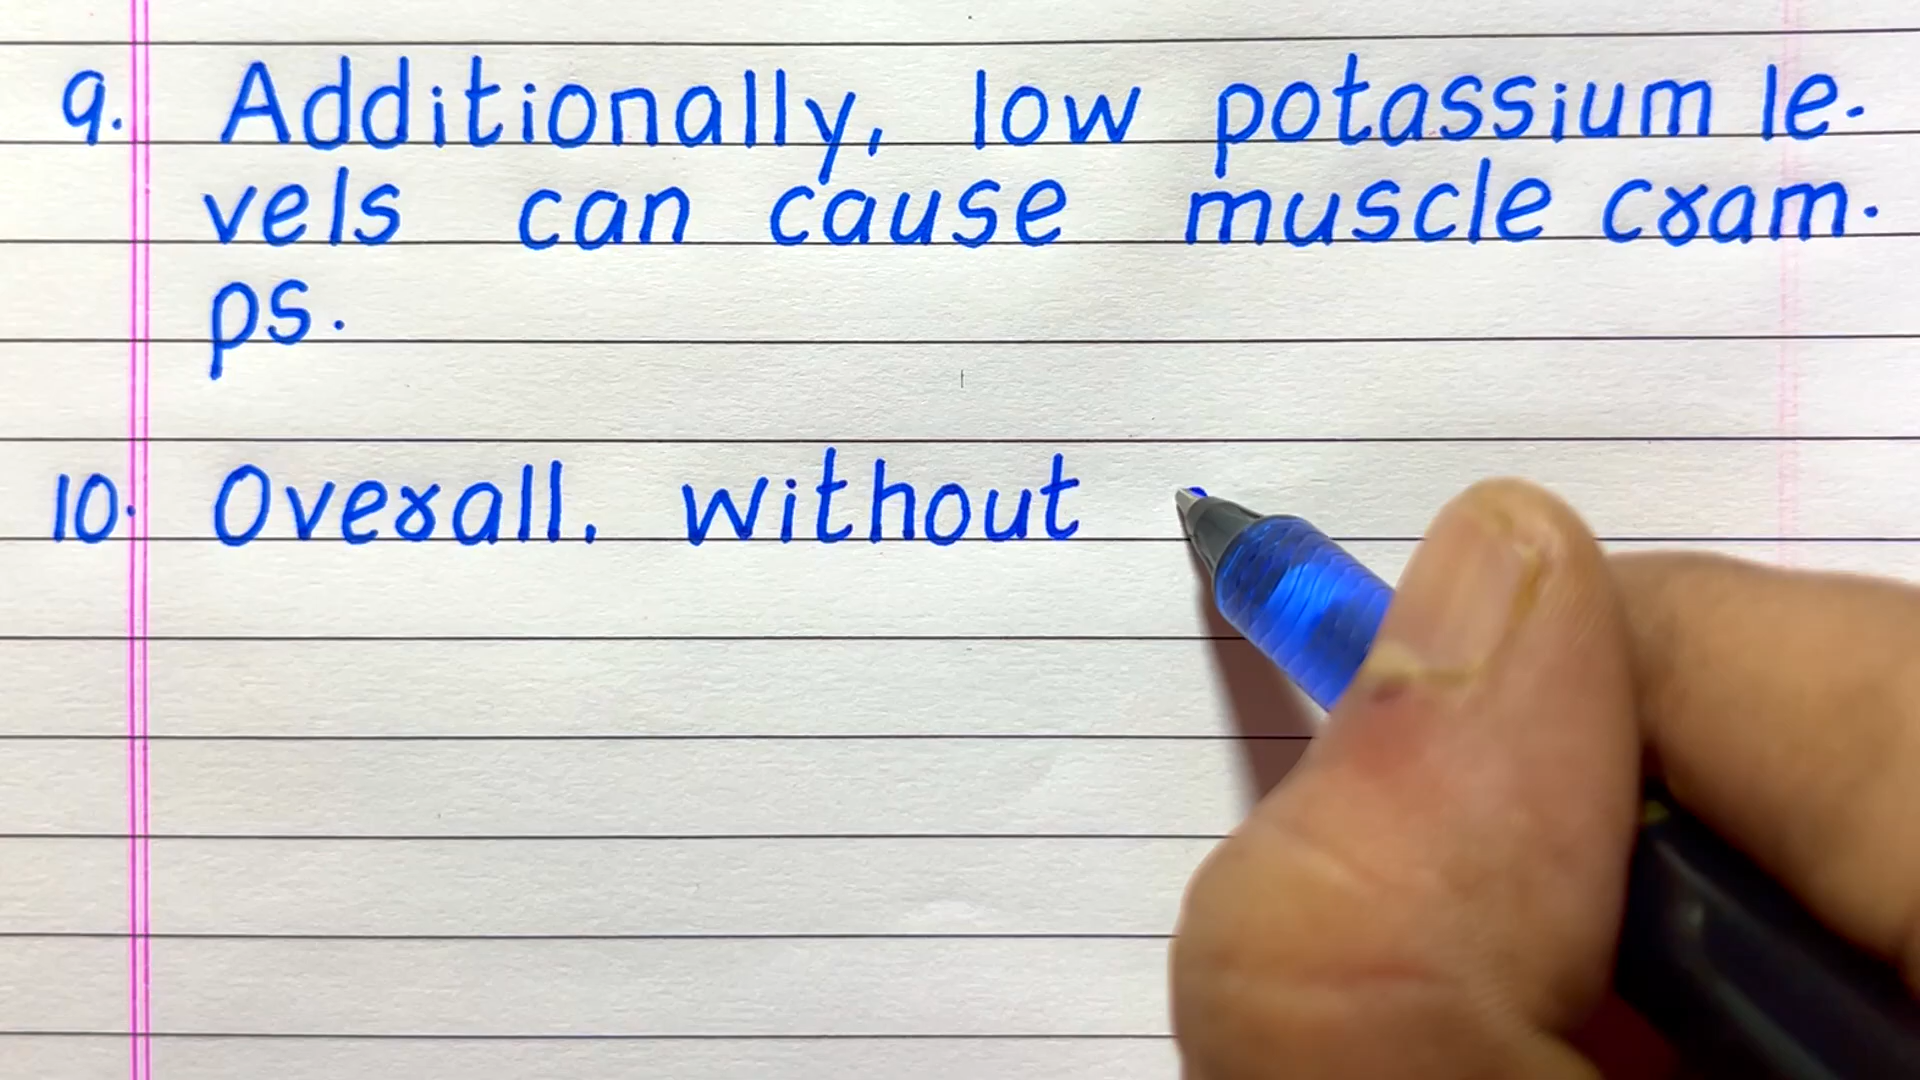 9. Additionally, low potassium le-
vels can cause muscle cram-
ps.
10. Overall, without